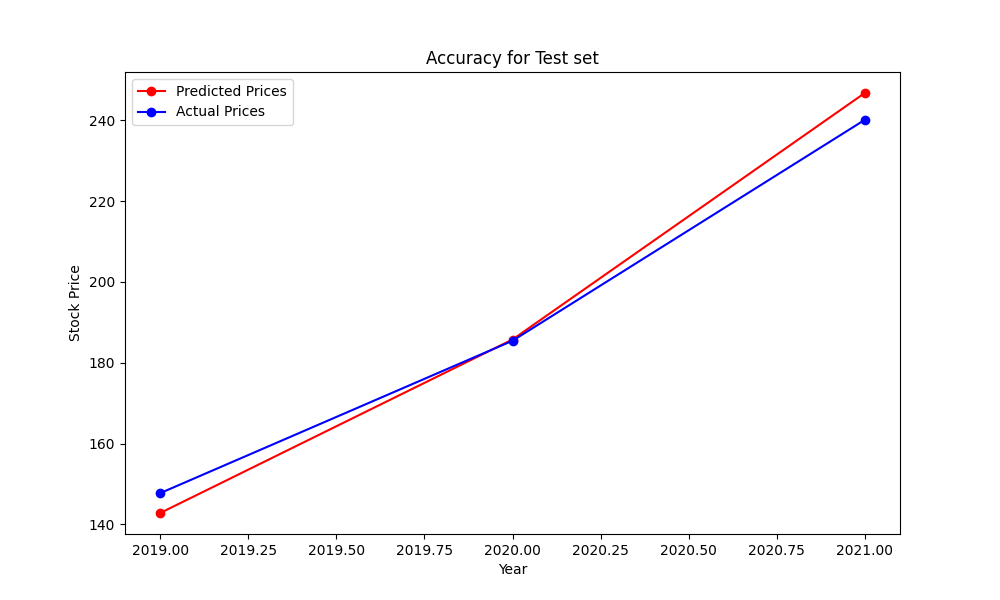 Accuracy for Test set
Predicted Prices
Actual Prices
240
220
200
180
160
140
Stock Price
2019.00 2019.25 2019.50 2019.75 2020.00 2020.25 2020.50 2020.75 2021.00
Year